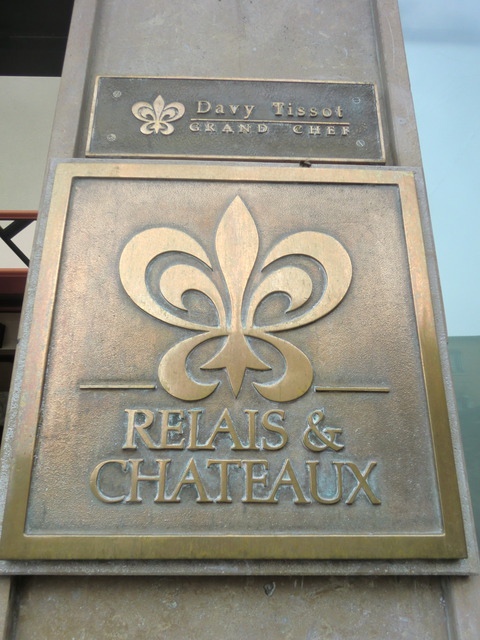 Davy Tissot
GRAND CHEF
RELAIS &
CHATEAUX